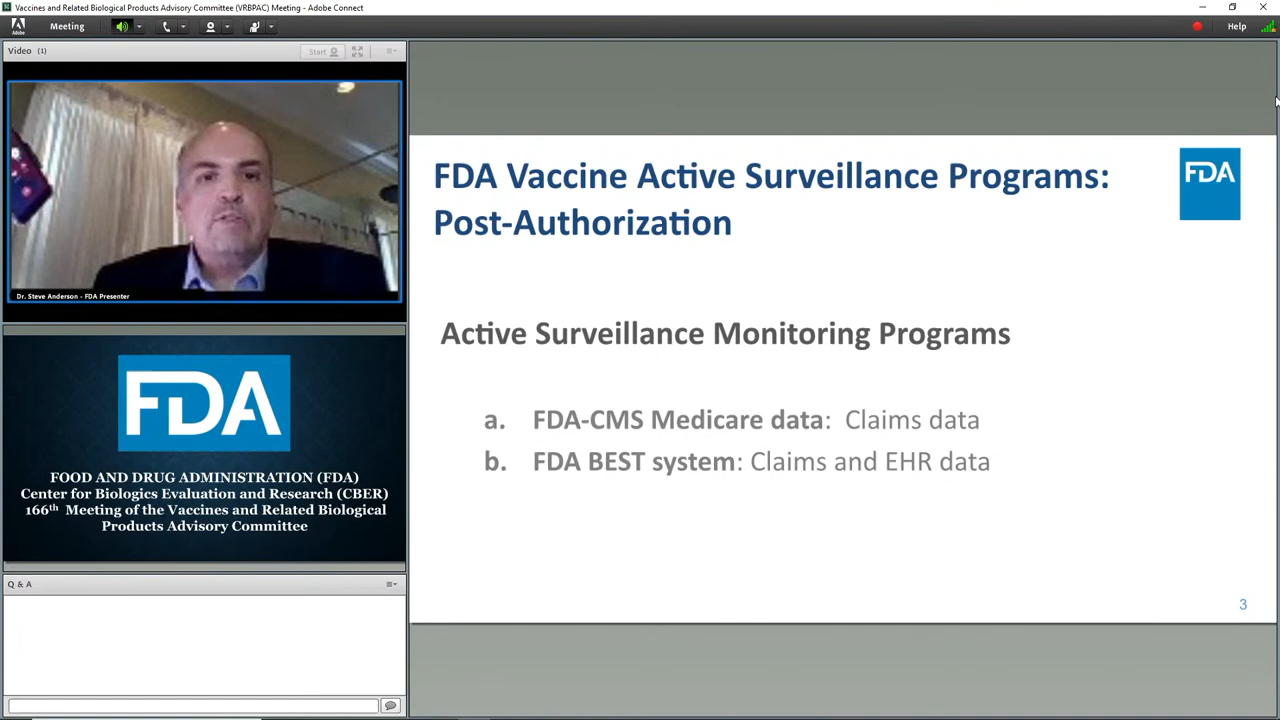 Vaccines and Related Biological Products Advisory Committee (VRBPAC) Meeting - Adobe Connect
Adobe
Meeting
Help
Video (1)
Start
Dr. Steve Anderson - FDA Presenter
FDA
FOOD AND DRUG ADMINISTRATION (FDA)
Center for Biologics Evaluation and Research (CBER)
166th Meeting of the Vaccines and Related Biological
Products Advisory Committee
Q & A
FDA Vaccine Active Surveillance Programs:
Post-Authorization
FDA
Active Surveillance Monitoring Programs
a. FDA-CMS Medicare data: Claims data
b. FDA BEST system: Claims and EHR data
3